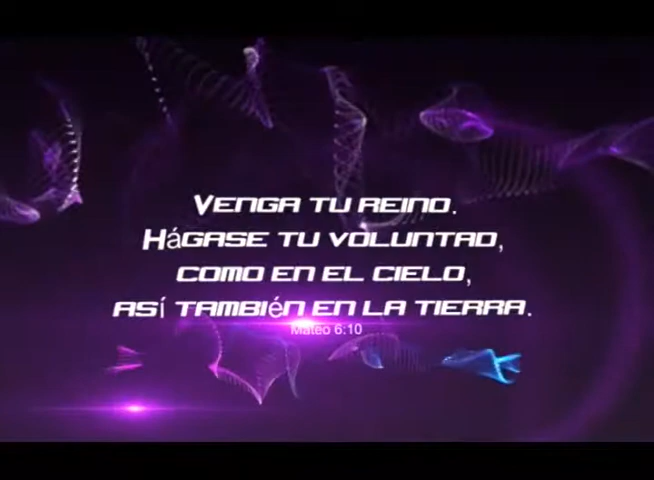 Venga tu reino.
Hágase tu voluntad,
como en el cielo,
así también en la tierra.
Mateo 6:10